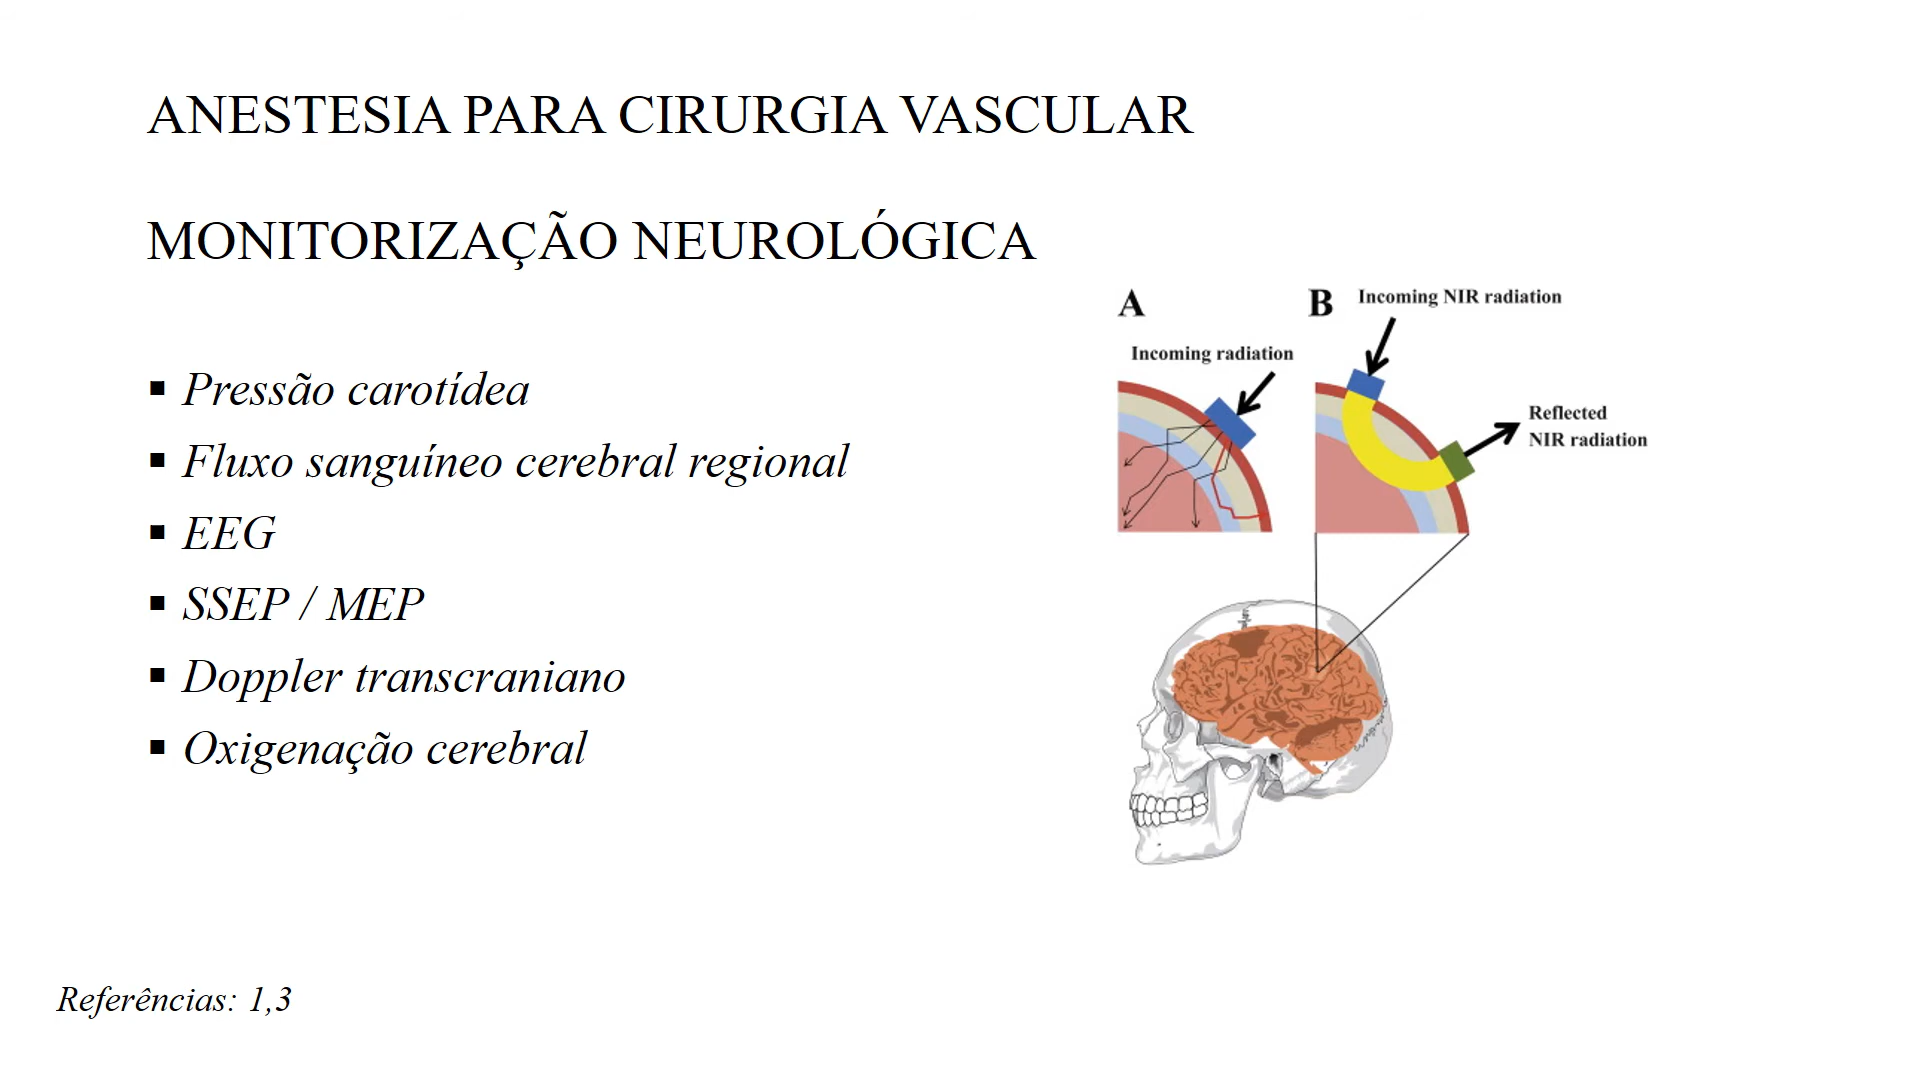 ANESTESIA PARA CIRURGIA VASCULAR
MONITORIZAÇÃO NEUROLÓGICA
▪ Pressão carotídea
▪ Fluxo sanguíneo cerebral regional
▪ EEG
▪ SSEP / MEP
▪ Doppler transcraniano
▪ Oxigenação cerebral
A
Incoming radiation
B
Incoming NIR radiation
Reflected
NIR radiation
Referências: 1,3